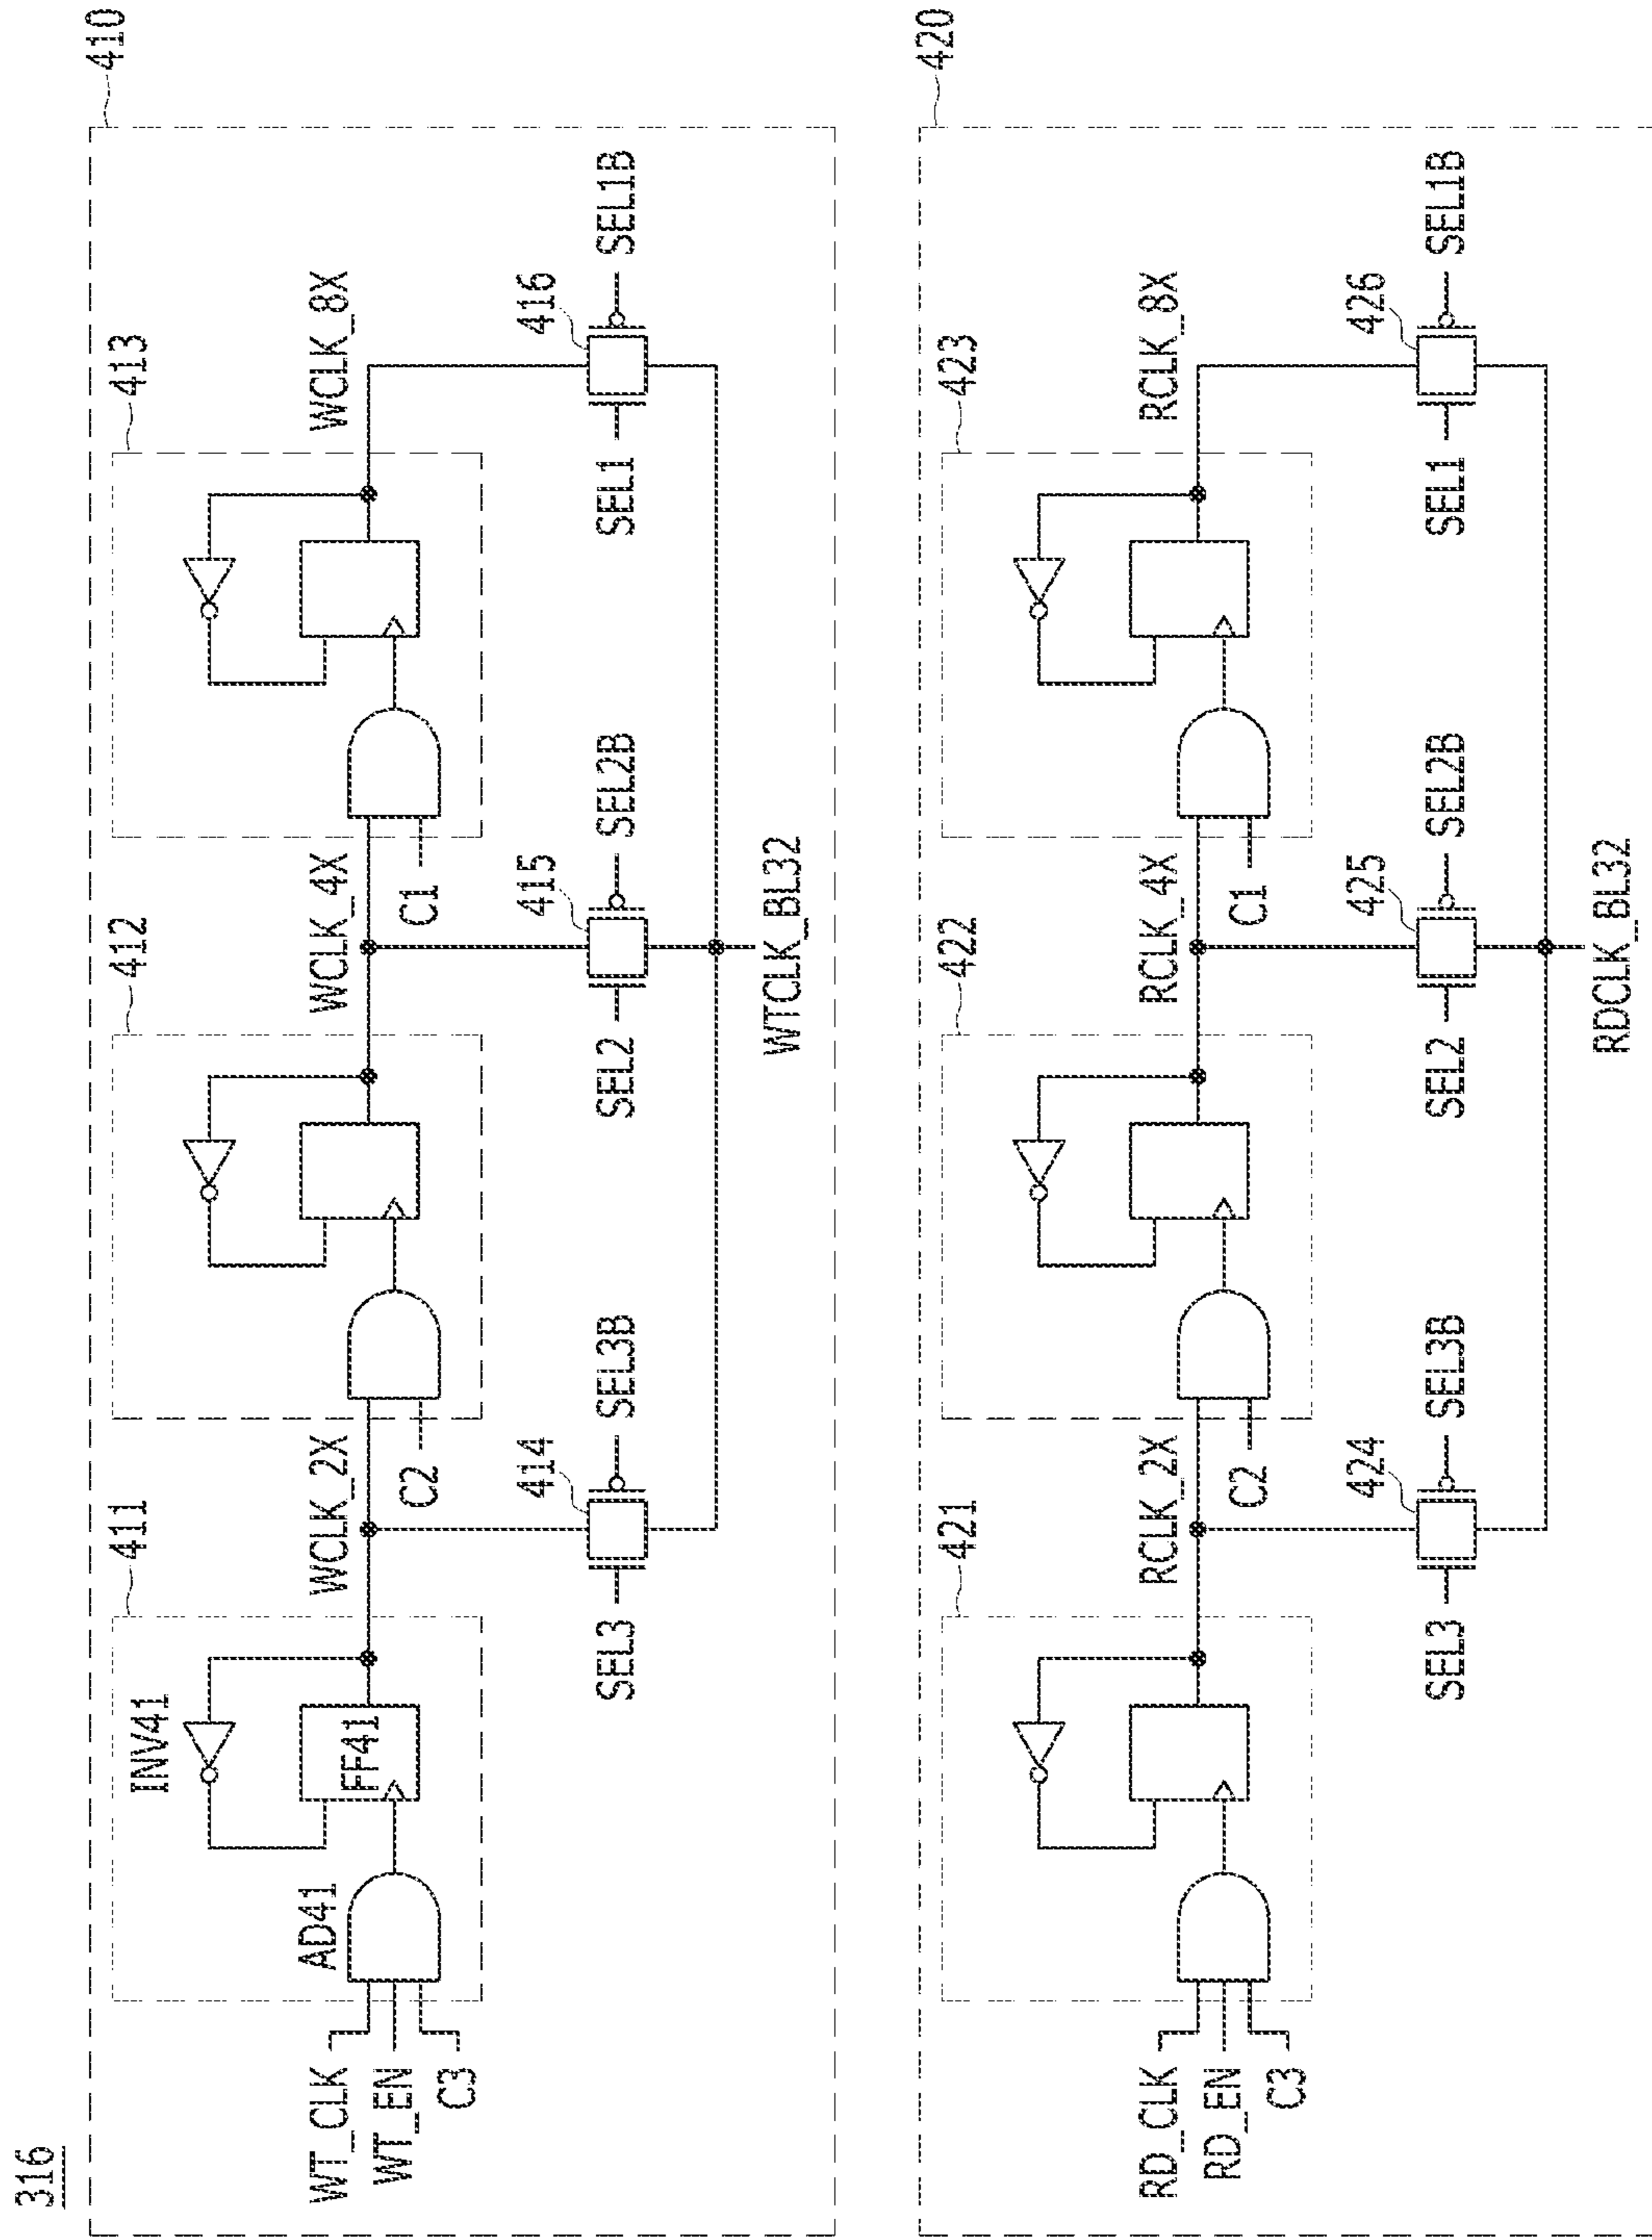 316
410
411
412
413
INV41
FF41
AD41
WT_CLK
WT_EN
C3
WCLK_2X
C2
WCLK_4X
C1
WCLK_8X
414
415
416
SEL3
SEL3B
SEL2
SEL2B
SEL1
SEL1B
WTCLK_BL32
420
421
422
423
RD_CLK
RD_EN
C3
RCLK_2X
C2
RCLK_4X
C1
RCLK_8X
424
425
426
SEL3
SEL3B
SEL2
SEL2B
SEL1
SEL1B
RDCLK_BL32